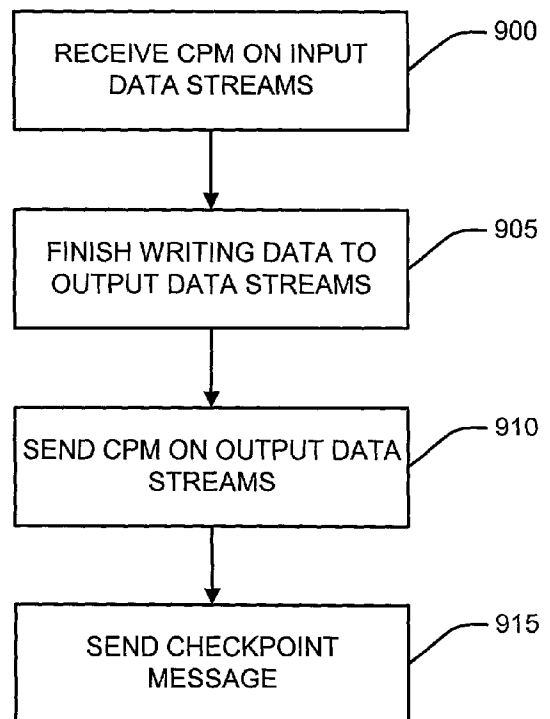 RECEIVE CPM ON INPUT
DATA STREAMS
900
FINISH WRITING DATA TO
OUTPUT DATA STREAMS
905
SEND CPM ON OUTPUT DATA
STREAMS
910
SEND CHECKPOINT
MESSAGE
915